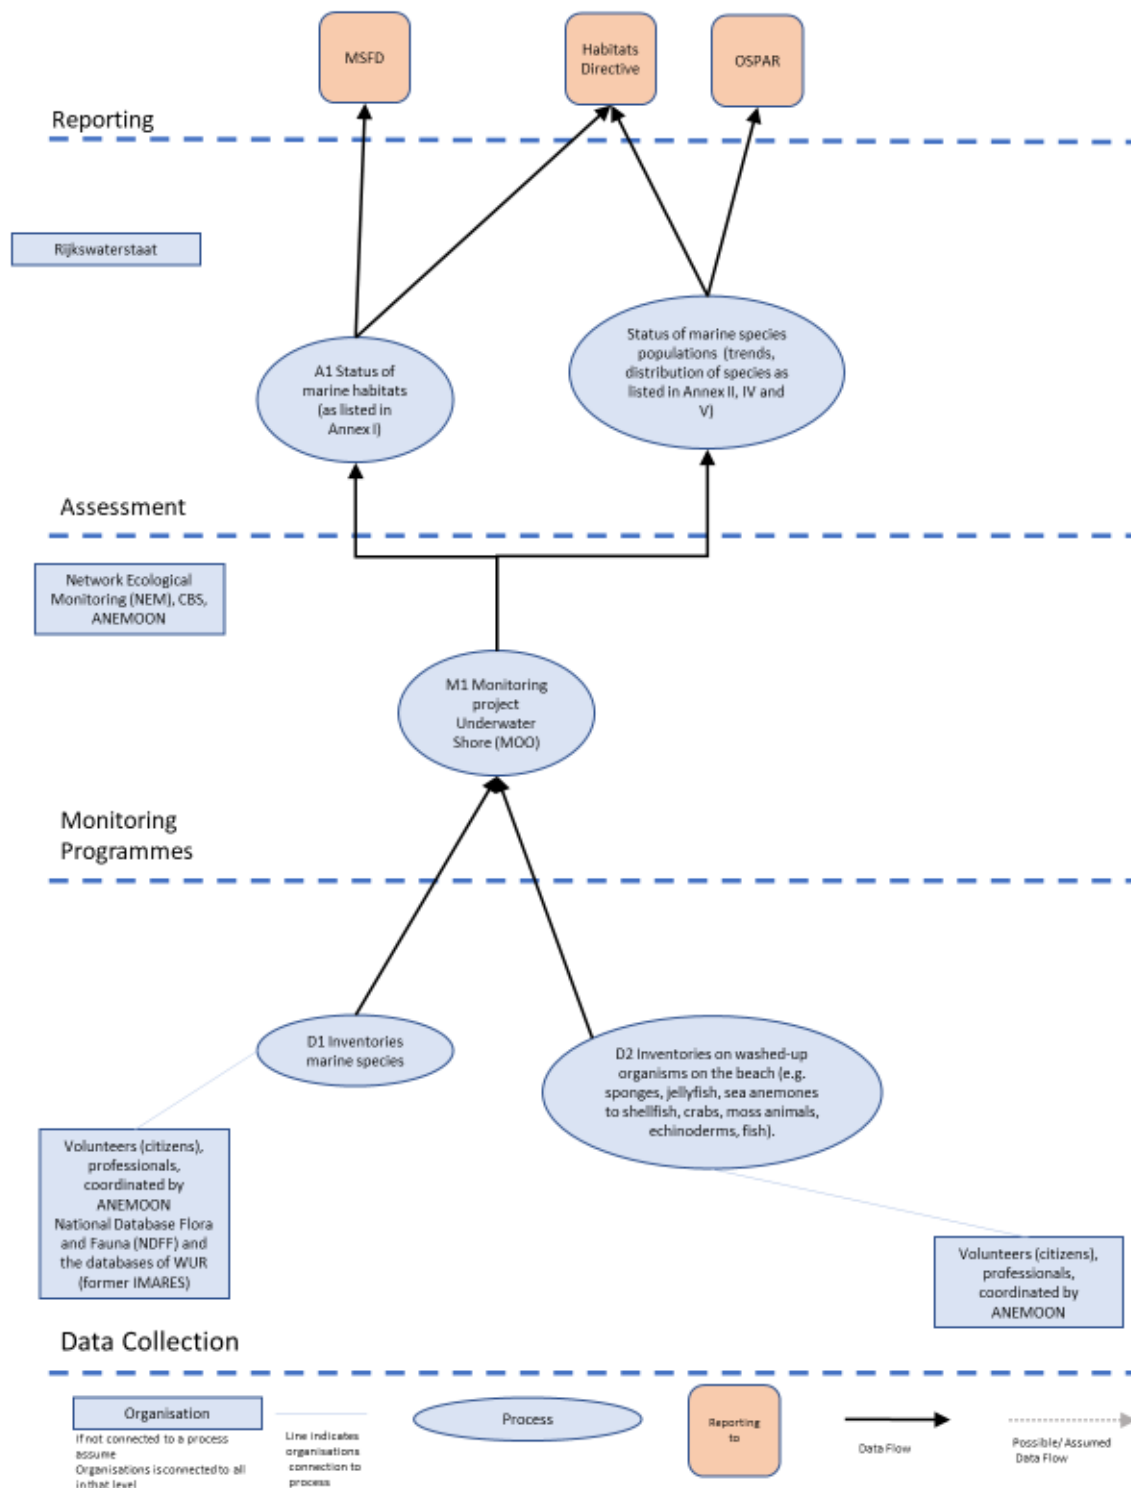 MSFD
Habitats
Directive
OSPAR
Reporting
Rijkswaterstaat
A1 Status of
marine habitats
(as listed in
Annex I)
Status of marine species
populations (trends,
distribution of species as
listed in Annex II, IV and
V)
Assessment
Network Ecological
Monitoring (NEM), CBS,
ANEMOON
M1 Monitoring
project
Underwater
Shore (MOO)
Monitoring
Programmes
D1 Inventories
marine species
D2 Inventories on washed-up
organisms on the beach (e.g.
sponges, jellyfish, sea anemones
to shellfish, crabs, moss animals,
echinoderms, fish).
Volunteers (citizens),
professionals,
coordinated by
ANEMOON
National Database Flora
and Fauna (NDFF) and
the databases of WUR
(former IMARES)
Volunteers (citizens),
professionals,
coordinated by
ANEMOON
Data Collection
Organisation
If not connected to a process
assume
Organisations is connected to all
in that level
Line indicates
organisations
connection to
process
Process
Reporting
to
Data Flow
Possible/ Assumed
Data Flow